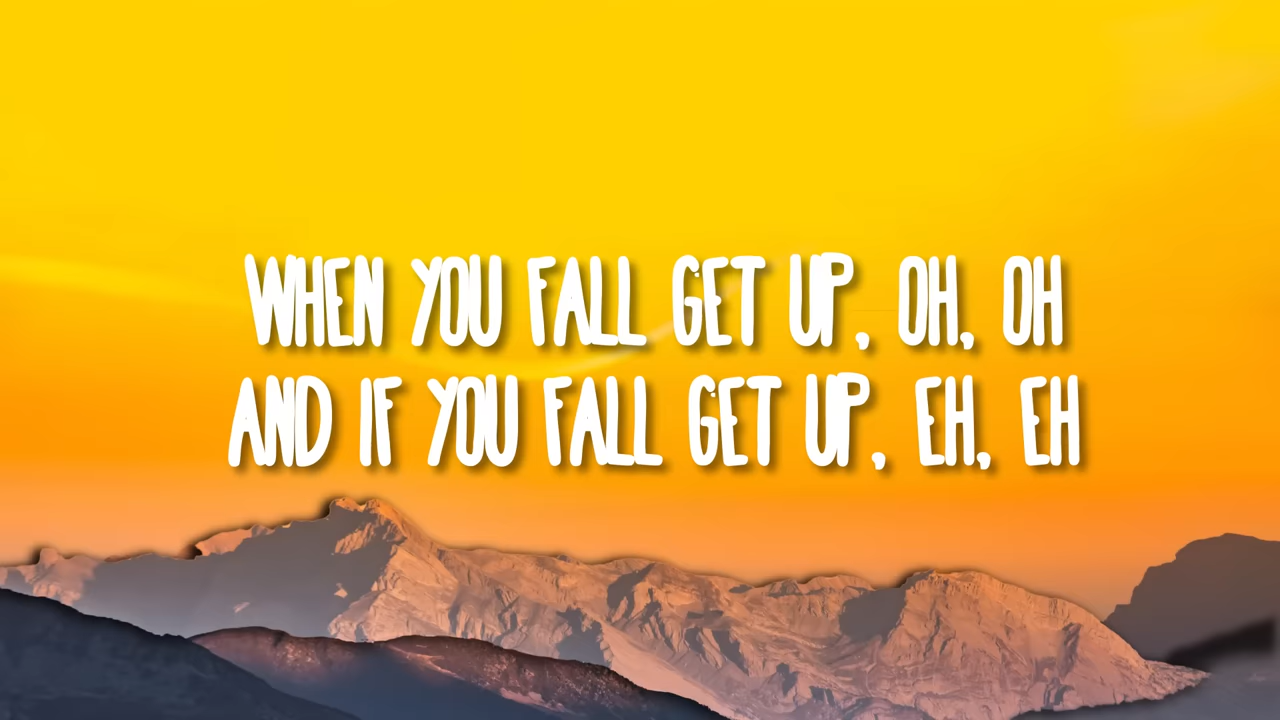 WHEN YOU FALL GET UP, OH, OH
AND IF YOU FALL GET UP, EH, EH